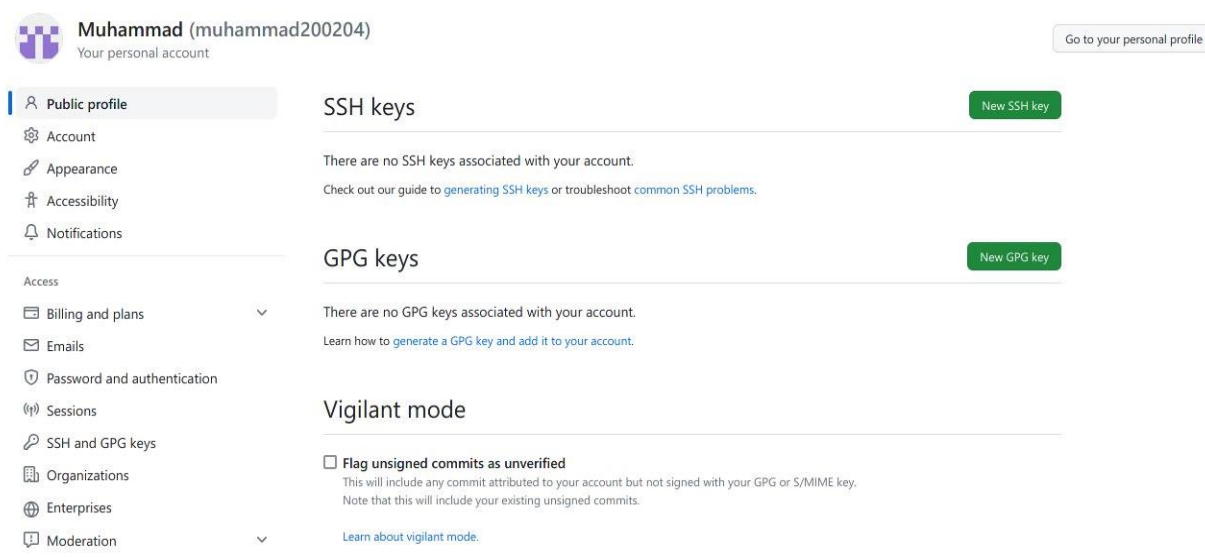 Muhammad (muhammad200204)
Your personal account
Go to your personal profile
Public profile
Account
Appearance
Accessibility
Notifications
Access
Billing and plans
Emails
Password and authentication
Sessions
SSH and GPG keys
Organizations
Enterprises
Moderation
SSH keys
New SSH key
There are no SSH keys associated with your account.
Check out our guide to generating SSH keys or troubleshoot common SSH problems.
GPG keys
New GPG key
There are no GPG keys associated with your account.
Learn how to generate a GPG key and add it to your account.
Vigilant mode
Flag unsigned commits as unverified
This will include any commit attributed to your account but not signed with your GPG or S/MIME key.
Note that this will include your existing unsigned commits.
Learn about vigilant mode.